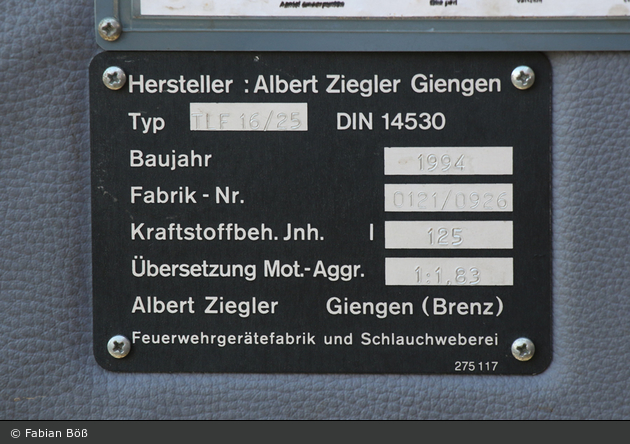 Hersteller : Albert Ziegler Giengen
Typ TLF 16/25 DIN 14530
Baujahr 1994
Fabrik - Nr. 0121/0926
Kraftstoffbeh. Jnh. l 125
Übersetzung Mot.-Aggr. 1:1,83
Albert Ziegler Giengen (Brenz)
Feuerwehrgerätefabrik und Schlauchweberei
275 117
© Fabian Böß